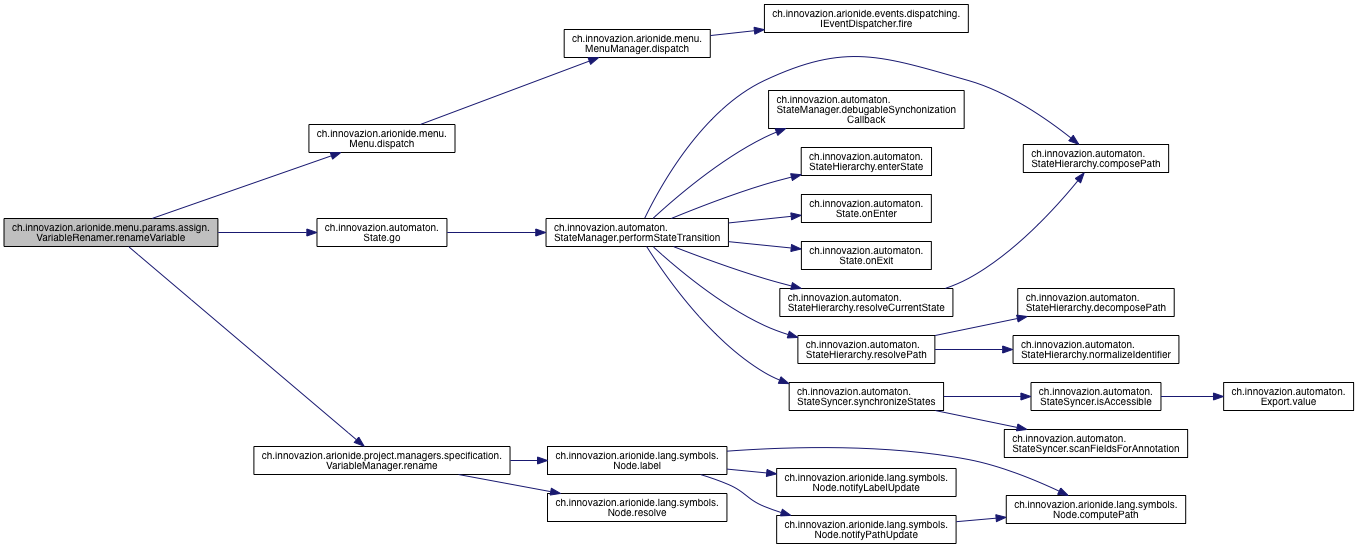 ch.innovazion.arionide.menu.params.assign.
VariableRenamer.renameVariable
ch.innovazion.arionide.menu.
Menu.dispatch
ch.innovazion.arionide.menu.
MenuManager.dispatch
ch.innovazion.arionide.events.dispatching.
IEventDispatcher.fire
ch.innovazion.automaton.
State.go
ch.innovazion.automaton.
StateManager.performStateTransition
ch.innovazion.automaton.
StateManager.debugableSynchonization
Callback
ch.innovazion.automaton.
StateHierarchy.enterState
ch.innovazion.automaton.
State.onEnter
ch.innovazion.automaton.
State.onExit
ch.innovazion.automaton.
StateHierarchy.resolveCurrentState
ch.innovazion.automaton.
StateHierarchy.composePath
ch.innovazion.automaton.
StateHierarchy.resolvePath
ch.innovazion.automaton.
StateHierarchy.decomposePath
ch.innovazion.automaton.
StateHierarchy.normalizeIdentifier
ch.innovazion.automaton.
StateSyncer.synchronizeStates
ch.innovazion.automaton.
StateSyncer.isAccessible
ch.innovazion.automaton.
Export.value
ch.innovazion.automaton.
StateSyncer.scanFieldsForAnnotation
ch.innovazion.arionide.project.managers.specification.
VariableManager.rename
ch.innovazion.arionide.lang.symbols.
Node.label
ch.innovazion.arionide.lang.symbols.
Node.notifyLabelUpdate
ch.innovazion.arionide.lang.symbols.
Node.resolve
ch.innovazion.arionide.lang.symbols.
Node.notifyPathUpdate
ch.innovazion.arionide.lang.symbols.
Node.computePath